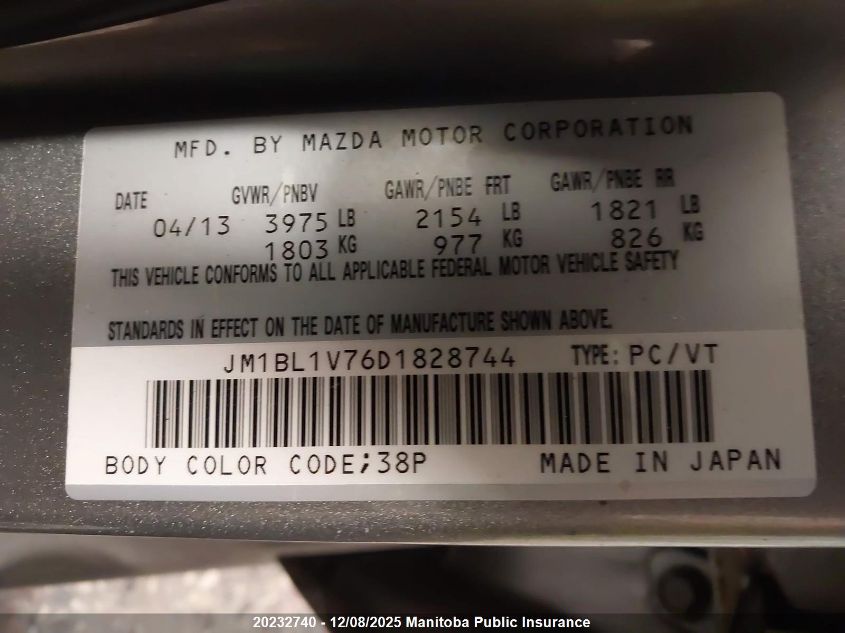 MFD. BY MAZDA MOTOR CORPORATION
DATE GVWR/PNBV GAWR/PNBE FRT GAWR/PNBE RR
04/13 3975 LB 2154 LB 1821 LB
1803 KG 977 KG 826 KG
THIS VEHICLE CONFORMS TO ALL APPLICABLE FEDERAL MOTOR VEHICLE SAFETY
STANDARDS IN EFFECT ON THE DATE OF MANUFACTURE SHOWN ABOVE.
JM1BL1V76D1828744 TYPE: PC/VT
BODY COLOR CODE;38P MADE IN JAPAN
20232740 - 12/08/2025 Manitoba Public Insurance